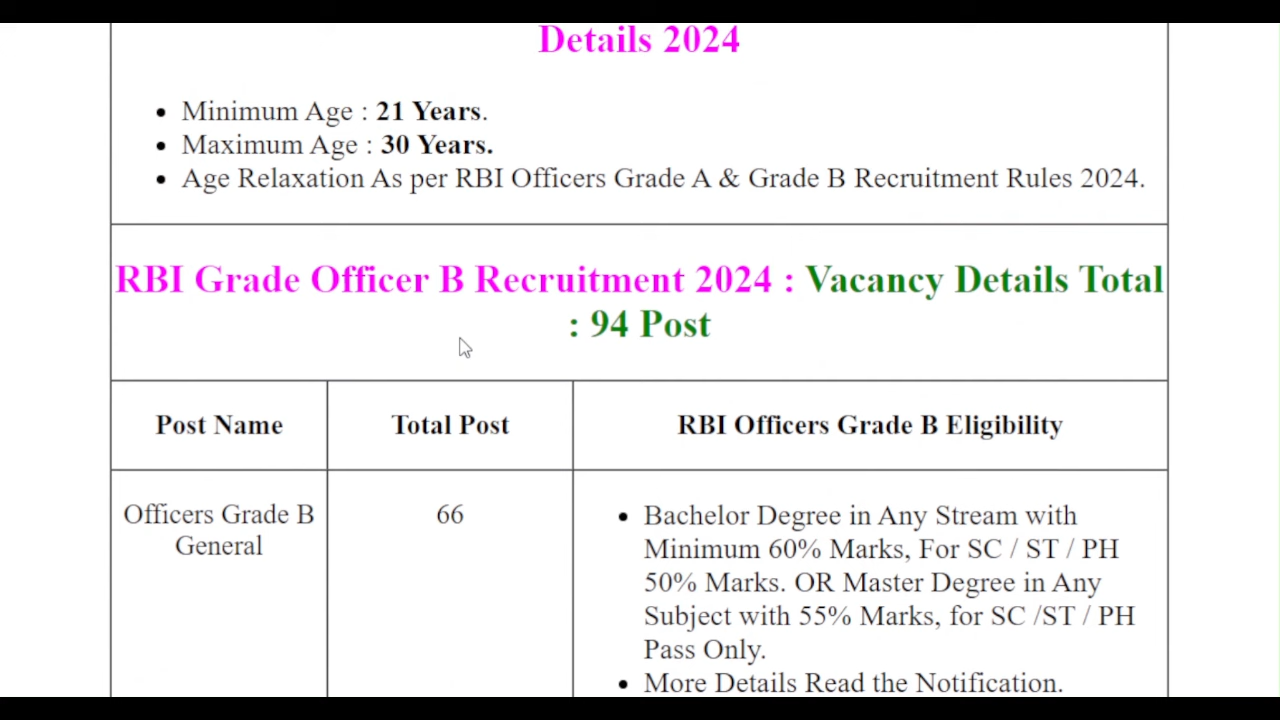 Details 2024
• Minimum Age : 21 Years.
• Maximum Age : 30 Years.
• Age Relaxation As per RBI Officers Grade A & Grade B Recruitment Rules 2024.
RBI Grade Officer B Recruitment 2024 : Vacancy Details Total
: 94 Post
Post Name
Total Post
RBI Officers Grade B Eligibility
Officers Grade B
General
66
• Bachelor Degree in Any Stream with
Minimum 60% Marks, For SC / ST / PH
50% Marks. OR Master Degree in Any
Subject with 55% Marks, for SC /ST / PH
Pass Only.
• More Details Read the Notification.